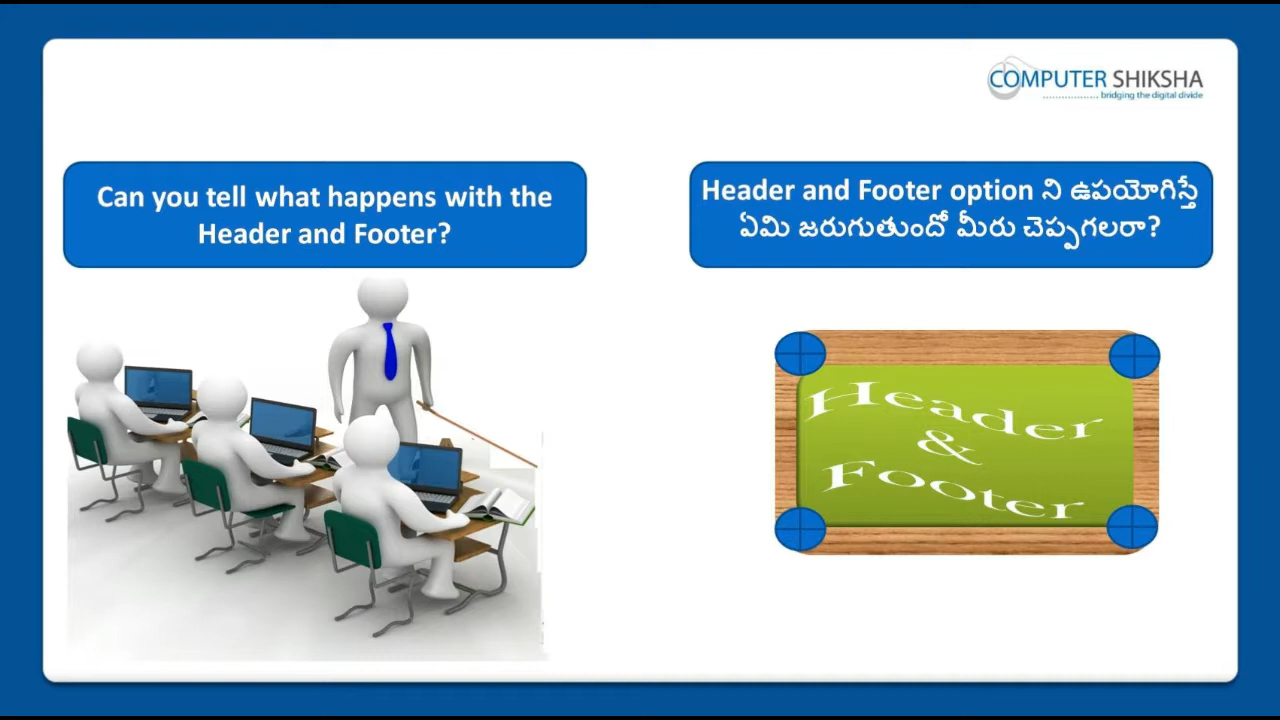 COMPUTER SHIKSHA
bridging the digital divide
Can you tell what happens with the
Header and Footer?
Header and Footer option ని ఉపయోగిస్తే
ఏమి జరుగుతుందో మీరు చెప్పగలరా?
Header
&
Footer